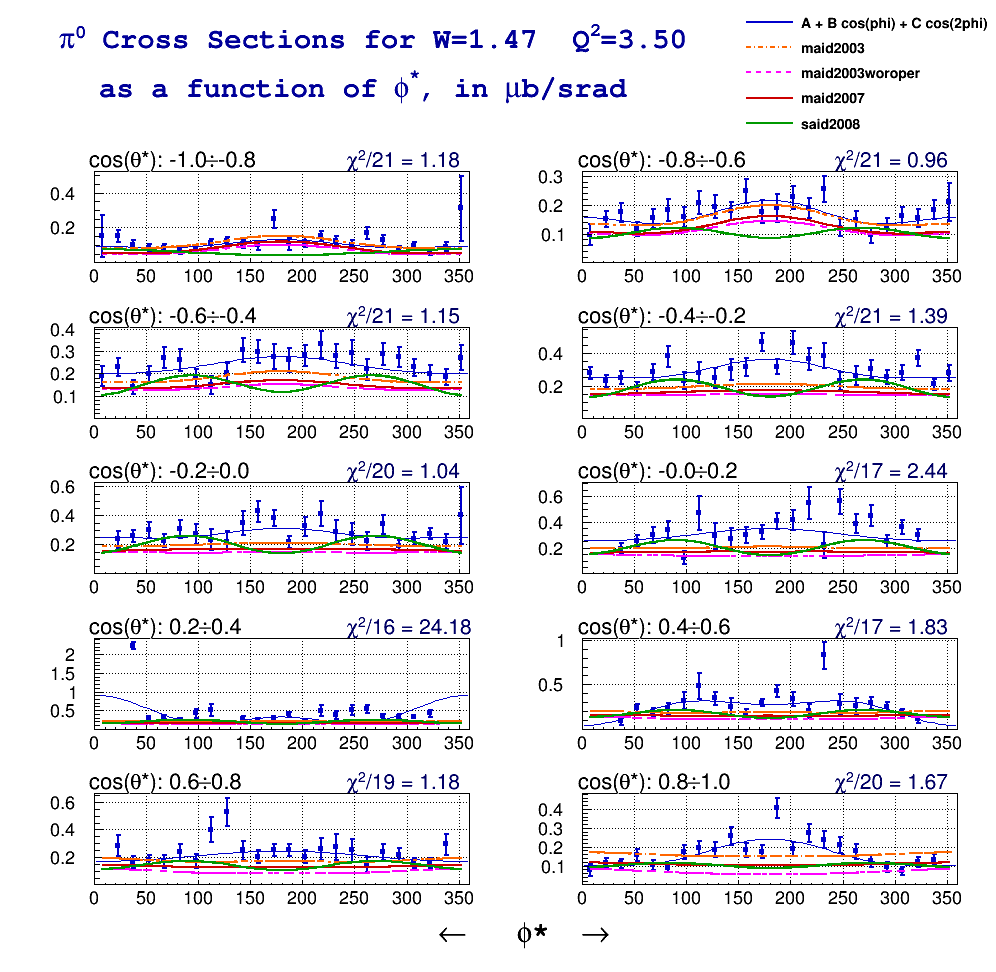 π⁰ Cross Sections for W=1.47 Q²=3.50
as a function of ϕ*, in μb/srad
A + B cos(phi) + C cos(2phi)
maid2003
maid2003woroper
maid2007
said2008
cos(θ*): -1.0÷-0.8 χ²/21 = 1.18
0.4
0.2
0 50 100 150 200 250 300 350
cos(θ*): -0.8÷-0.6 χ²/21 = 0.96
0.3
0.2
0.1
0 50 100 150 200 250 300 350
cos(θ*): -0.6÷-0.4 χ²/21 = 1.15
0.4
0.3
0.2
0.1
0 50 100 150 200 250 300 350
cos(θ*): -0.4÷-0.2 χ²/21 = 1.39
0.4
0.2
0 50 100 150 200 250 300 350
cos(θ*): -0.2÷0.0 χ²/20 = 1.04
0.6
0.4
0.2
0 50 100 150 200 250 300 350
cos(θ*): -0.0÷0.2 χ²/17 = 2.44
0.6
0.4
0.2
0 50 100 150 200 250 300 350
cos(θ*): 0.2÷0.4 χ²/16 = 24.18
2
1.5
1
0.5
0 50 100 150 200 250 300 350
cos(θ*): 0.4÷0.6 χ²/17 = 1.83
1
0.5
0 50 100 150 200 250 300 350
cos(θ*): 0.6÷0.8 χ²/19 = 1.18
0.6
0.4
0.2
0 50 100 150 200 250 300 350
cos(θ*): 0.8÷1.0 χ²/20 = 1.67
0.4
0.3
0.2
0.1
0 50 100 150 200 250 300 350
← ϕ* →